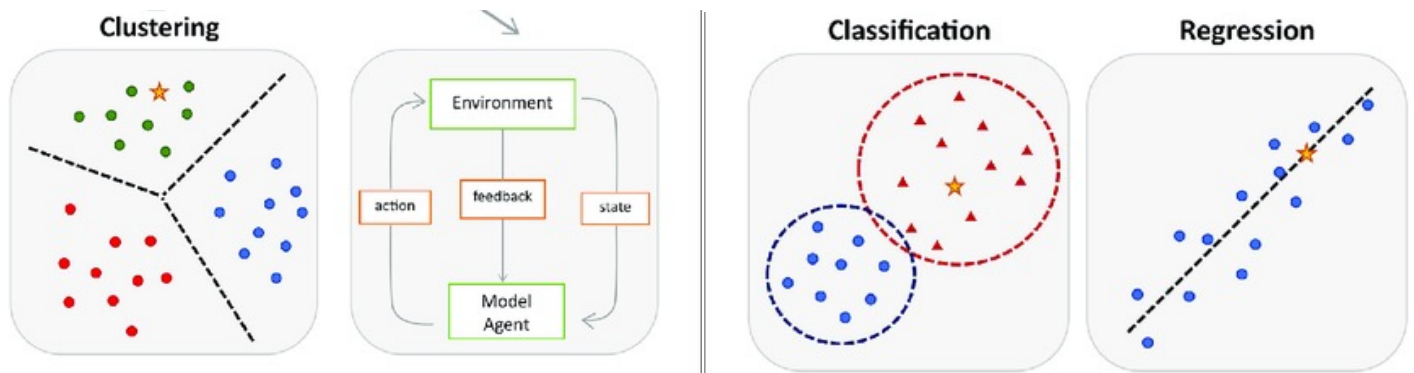 Clustering
Environment
action
feedback
state
Model
Agent
Classification
Regression